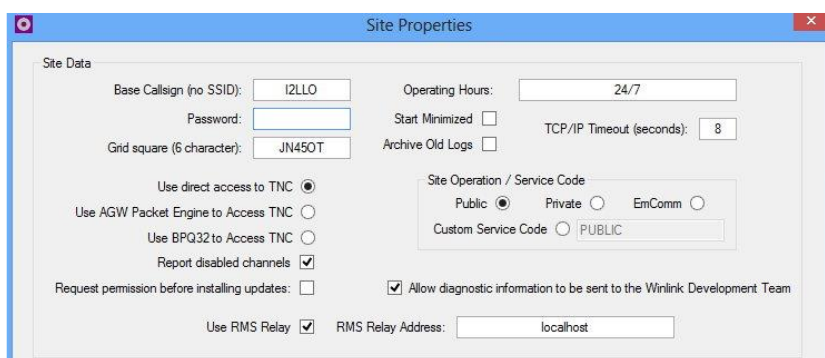 Site Properties
Site Data
Base Callsign (no SSID): I2LLO Operating Hours: 24/7
Password: Start Minimized TCP/IP Timeout (seconds): 8
Grid square (6 character): JN45OT Archive Old Logs
Use direct access to TNC Site Operation / Service Code
Use AGW Packet Engine to Access TNC Public Private EmComm
Use BPQ32 to Access TNC Custom Service Code PUBLIC
Report disabled channels
Request permission before installing updates: Allow diagnostic information to be sent to the Winlink Development Team
Use RMS Relay RMS Relay Address: localhost